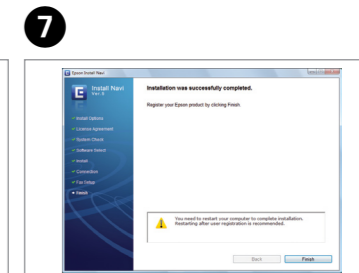 7
Epson Install Navi
Install Navi
Installation was successfully completed.
Register your Epson product by clicking Finish.
Install Options
License Agreement
System Check
Software Select
Install
Connection
Fax Setup
Finish
You need to restart your computer to complete installation.
Restarting after user registration is recommended.
Back
Finish